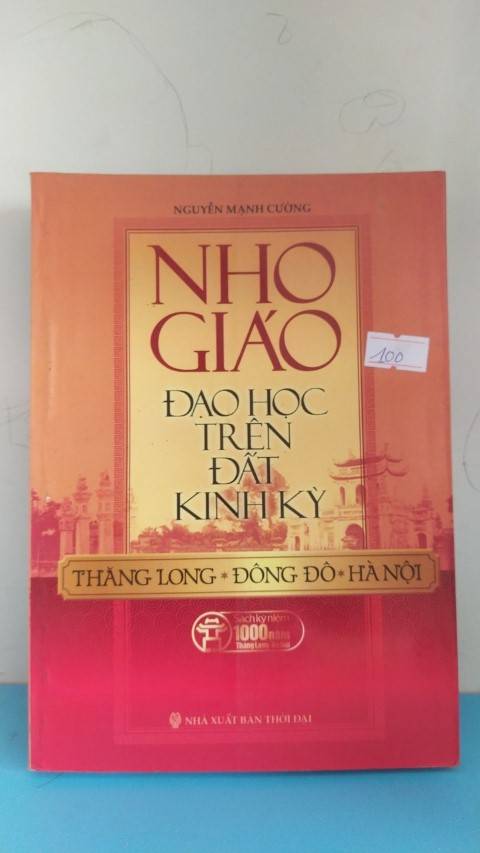 NGUYỄN MẠNH CƯỜNG
NHO
GIÁO
100
ĐẠO HỌC
TRÊN
ĐẤT
KINH KỲ
THĂNG LONG * ĐÔNG ĐÔ * HÀ NỘI
Sách kỷ niệm
1000 năm
Thăng Long Hà Nội
NHÀ XUẤT BẢN THỜI ĐẠI